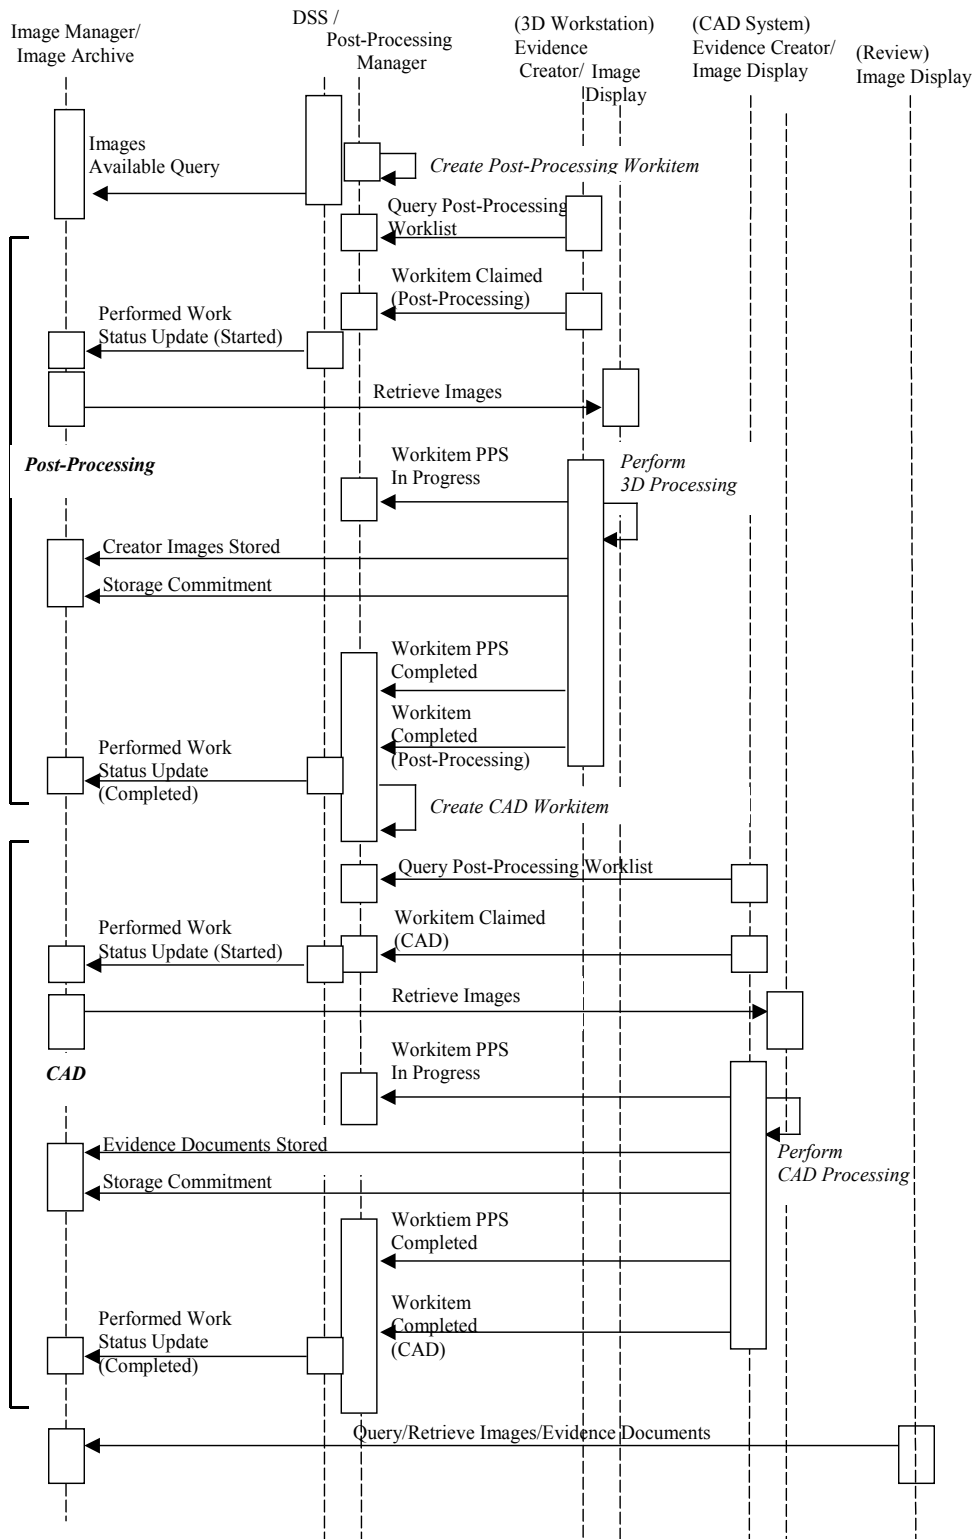 Image Manager/
Image Archive
DSS /
Post-Processing
Manager
(3D Workstation)
Evidence
Creator/
Image
Display
(CAD System)
Evidence Creator/
Image Display
(Review)
Image Display
Images
Available Query
Create Post-Processing Workitem
Query Post-Processing
Worklist
Workitem Claimed
(Post-Processing)
Performed Work
Status Update (Started)
Retrieve Images
Post-Processing
Workitem PPS
In Progress
Perform
3D Processing
Creator Images Stored
Storage Commitment
Workitem PPS
Completed
Workitem
Completed
(Post-Processing)
Performed Work
Status Update
(Completed)
Create CAD Workitem
Query Post-Processing Worklist
Workitem Claimed
(CAD)
Performed Work
Status Update (Started)
Retrieve Images
Workitem PPS
In Progress
CAD
Evidence Documents Stored
Perform
CAD Processing
Storage Commitment
Worktiem PPS
Completed
Workitem
Completed
(CAD)
Performed Work
Status Update
(Completed)
Query/Retrieve Images/Evidence Documents